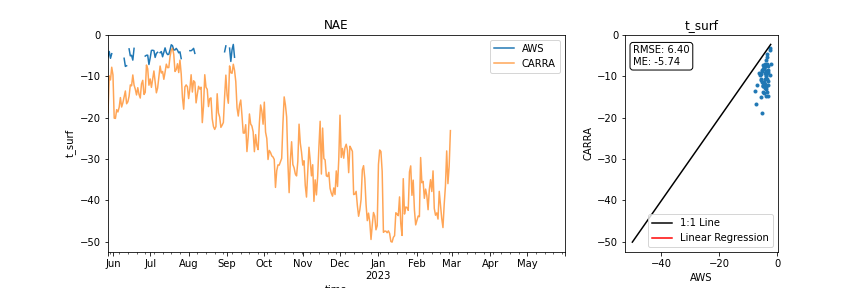 NAE
0
−10
−20
−30
−40
−50
t_surf
Jun Jul Aug Sep Oct Nov Dec Jan Feb Mar Apr May
2023
time
AWS
CARRA
t_surf
RMSE: 6.40
ME: -5.74
0
−10
−20
−30
−40
−50
CARRA
1:1 Line
Linear Regression
−40 −20 0
AWS